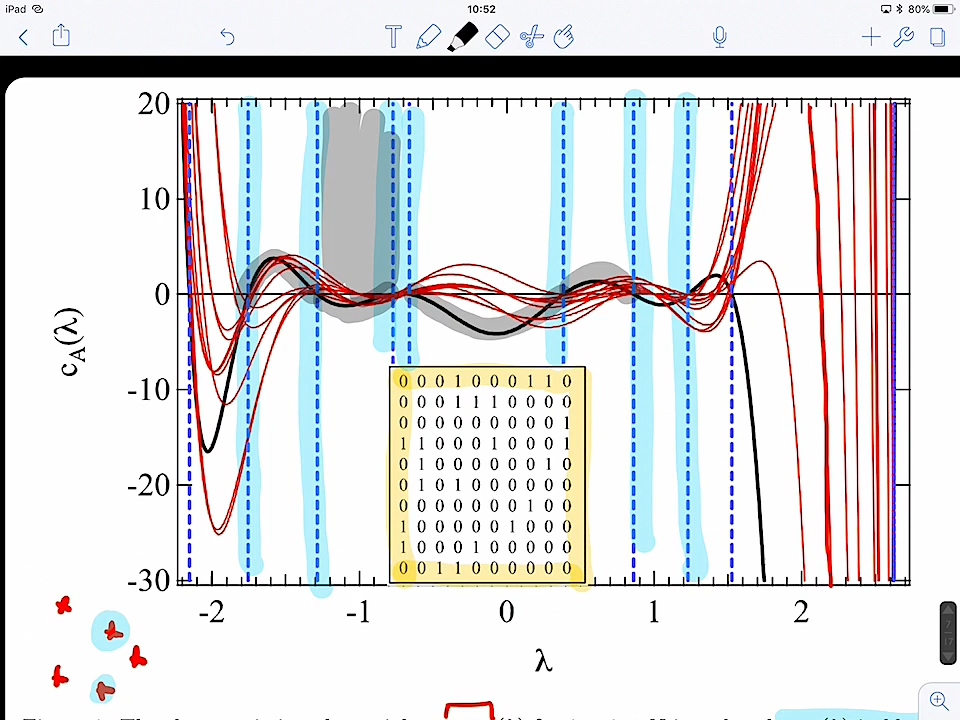 iPad 10:52 80%
T
20
10
0
-10
-20
-30
c_A(λ)
0 0 0 1 0 0 0 1 1 0
0 0 0 1 1 1 0 0 0 0
0 0 0 0 0 0 0 0 0 1
1 1 0 0 0 1 0 0 0 1
0 1 0 0 0 0 0 0 1 0
0 1 0 1 0 0 0 0 0 0
0 0 0 0 0 0 0 1 0 0
1 0 0 0 0 0 1 0 0 0
1 0 0 0 1 0 0 0 0 0
0 0 1 1 0 0 0 0 0 0
-2 -1 0 1 2
λ
7
17